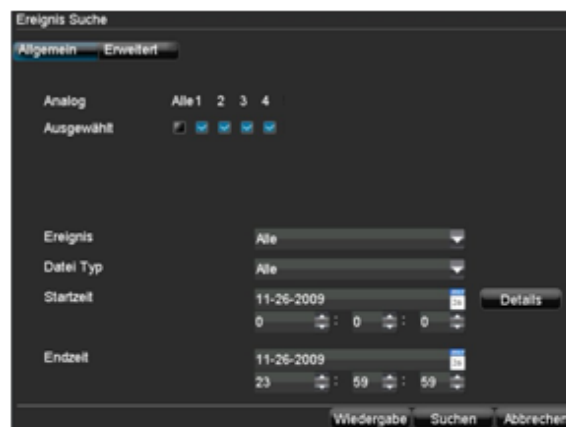 Ereignis Suche
Allgemein Erweitert
Analog Alle 1 2 3 4
Ausgewählt
Ereignis Alle
Datei Typ Alle
Startzeit 11-26-2009 Details
0 : 0 : 0
Endzeit 11-26-2009
23 : 59 : 59
Wiedergabe Suchen Abbrechen